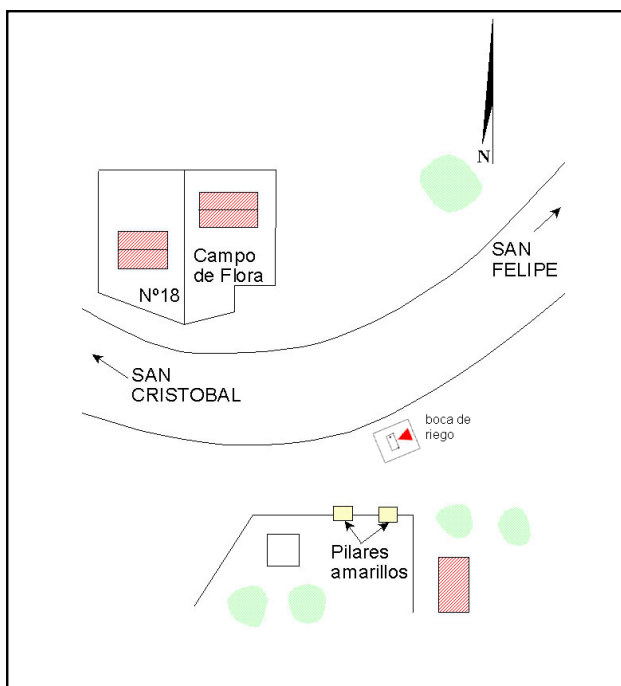 N
Campo
de Flora
Nº18
SAN
FELIPE
SAN
CRISTOBAL
boca de
riego
Pilares
amarillos